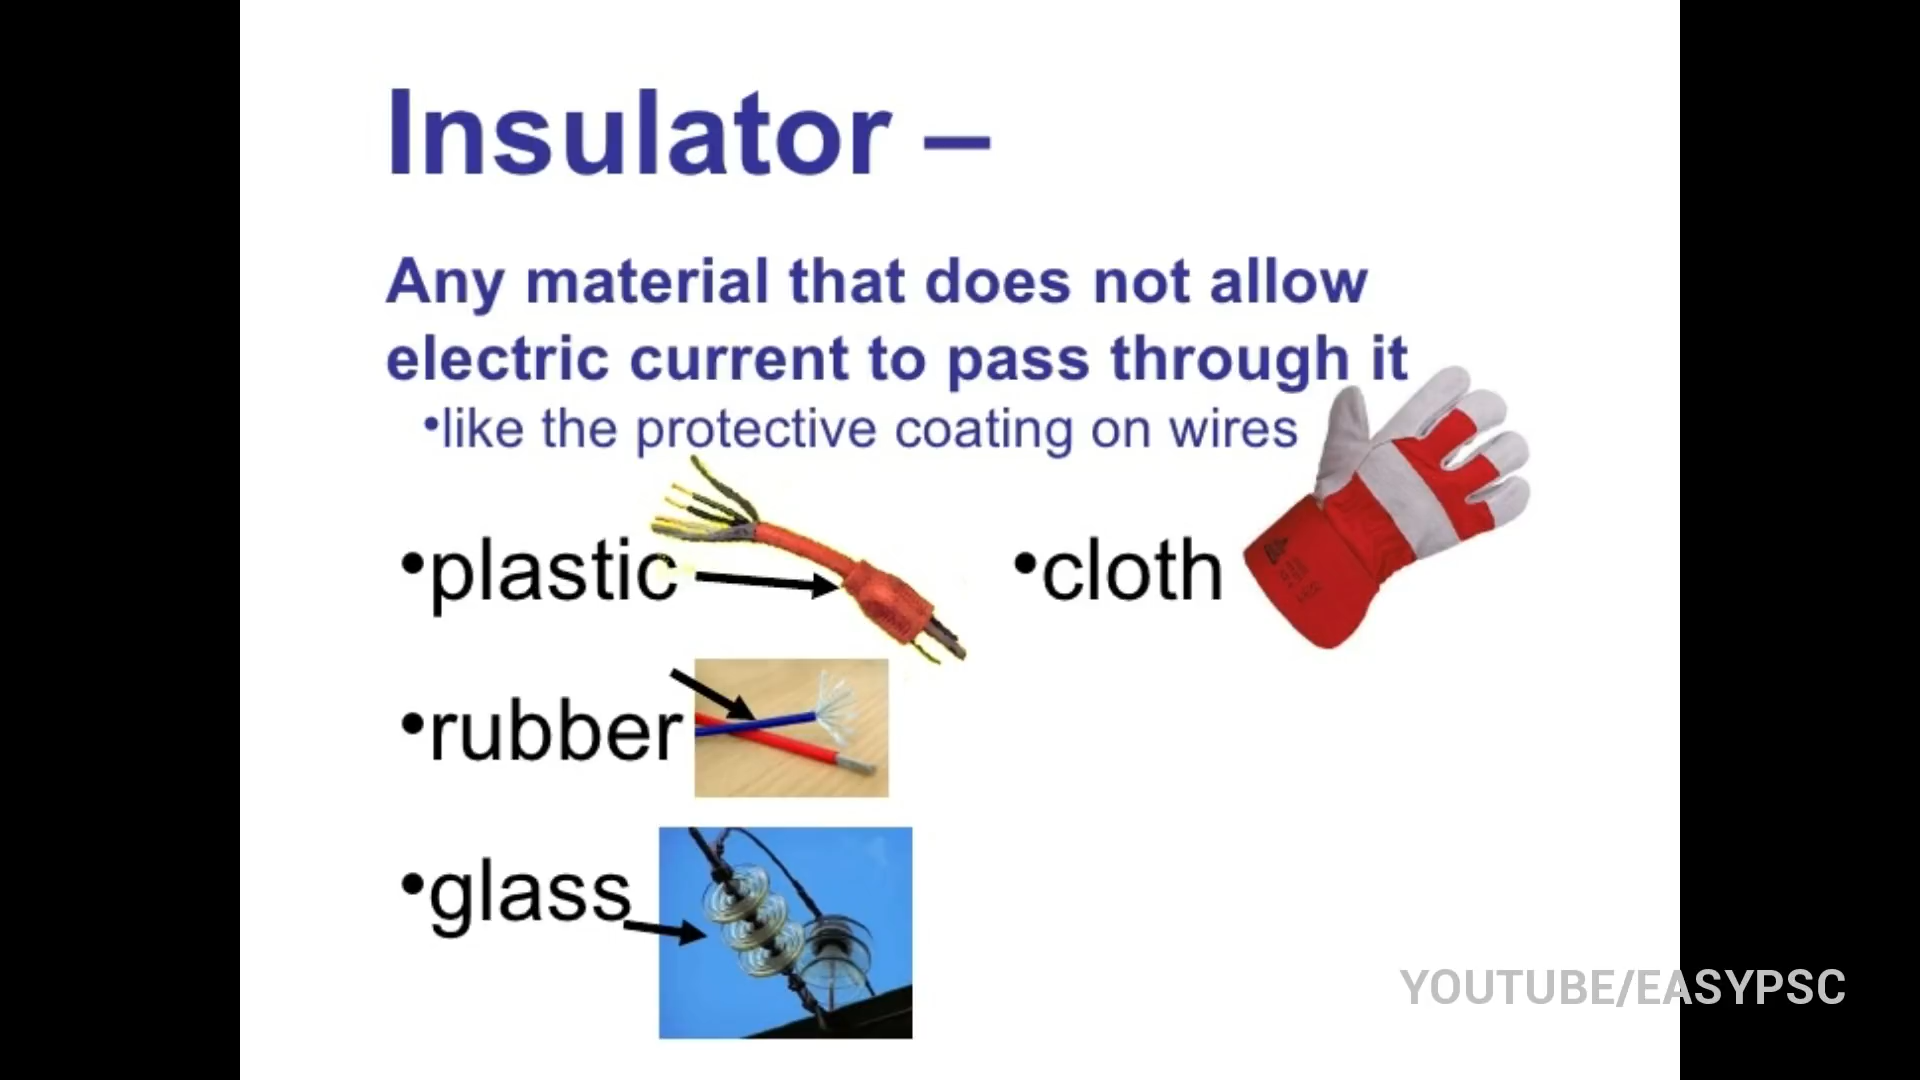 Insulator –
Any material that does not allow
electric current to pass through it
•like the protective coating on wires
•plastic
•cloth
•rubber
•glass
YOUTUBE/EASYPSC